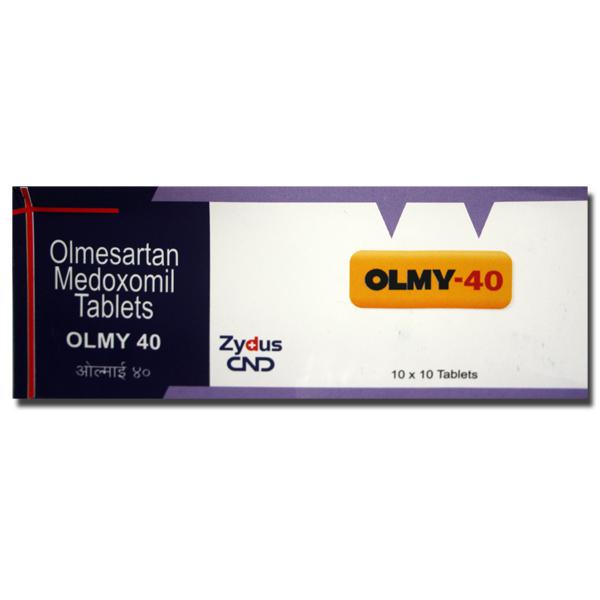 Olmesartan
Medoxomil
Tablets
OLMY 40
ओल्माई ४०
Zydus
CND
OLMY-40
10 x 10 Tablets